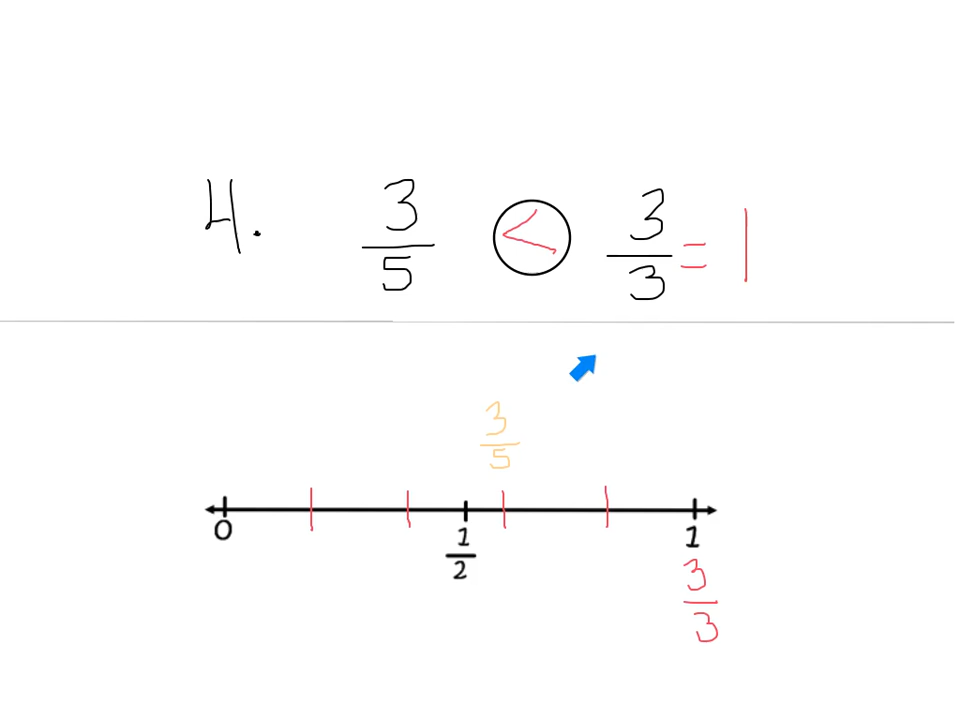 4. 3/5 < 3/3 = 1
3/5
0 1/2 1
3/3